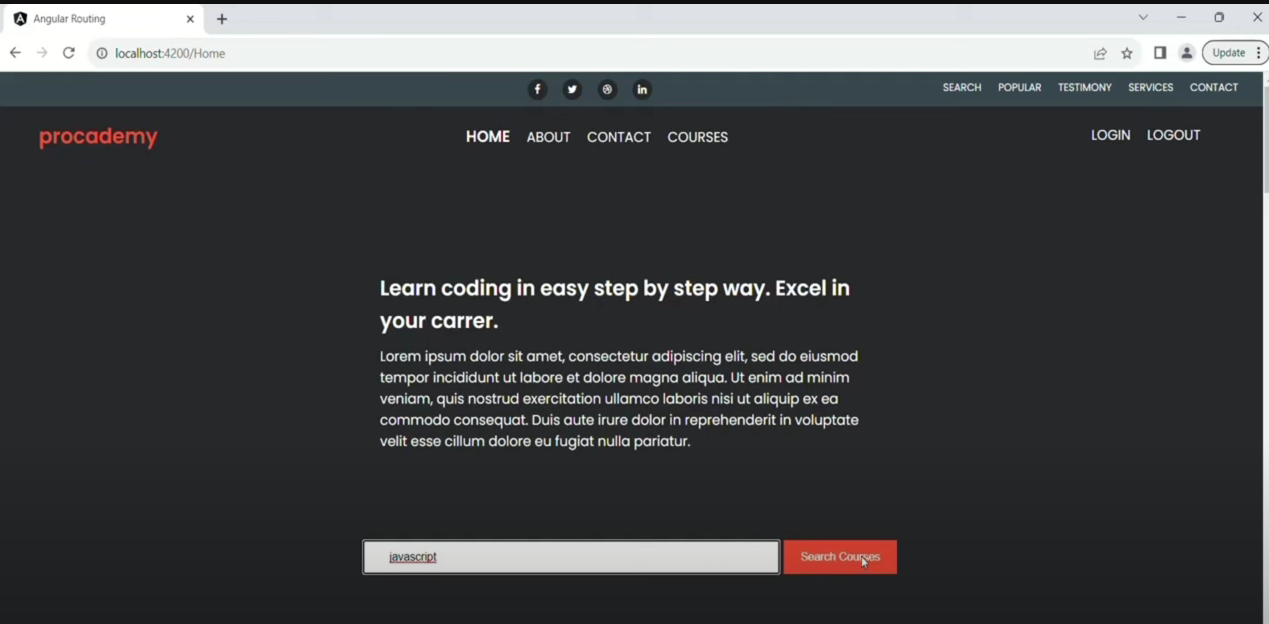 Angular Routing
localhost:4200/Home
Update
SEARCH POPULAR TESTIMONY SERVICES CONTACT
procademy
HOME ABOUT CONTACT COURSES
LOGIN LOGOUT
Learn coding in easy step by step way. Excel in
your carrer.
Lorem ipsum dolor sit amet, consectetur adipiscing elit, sed do eiusmod
tempor incididunt ut labore et dolore magna aliqua. Ut enim ad minim
veniam, quis nostrud exercitation ullamco laboris nisi ut aliquip ex ea
commodo consequat. Duis aute irure dolor in reprehenderit in voluptate
velit esse cillum dolore eu fugiat nulla pariatur.
javascript
Search Courses